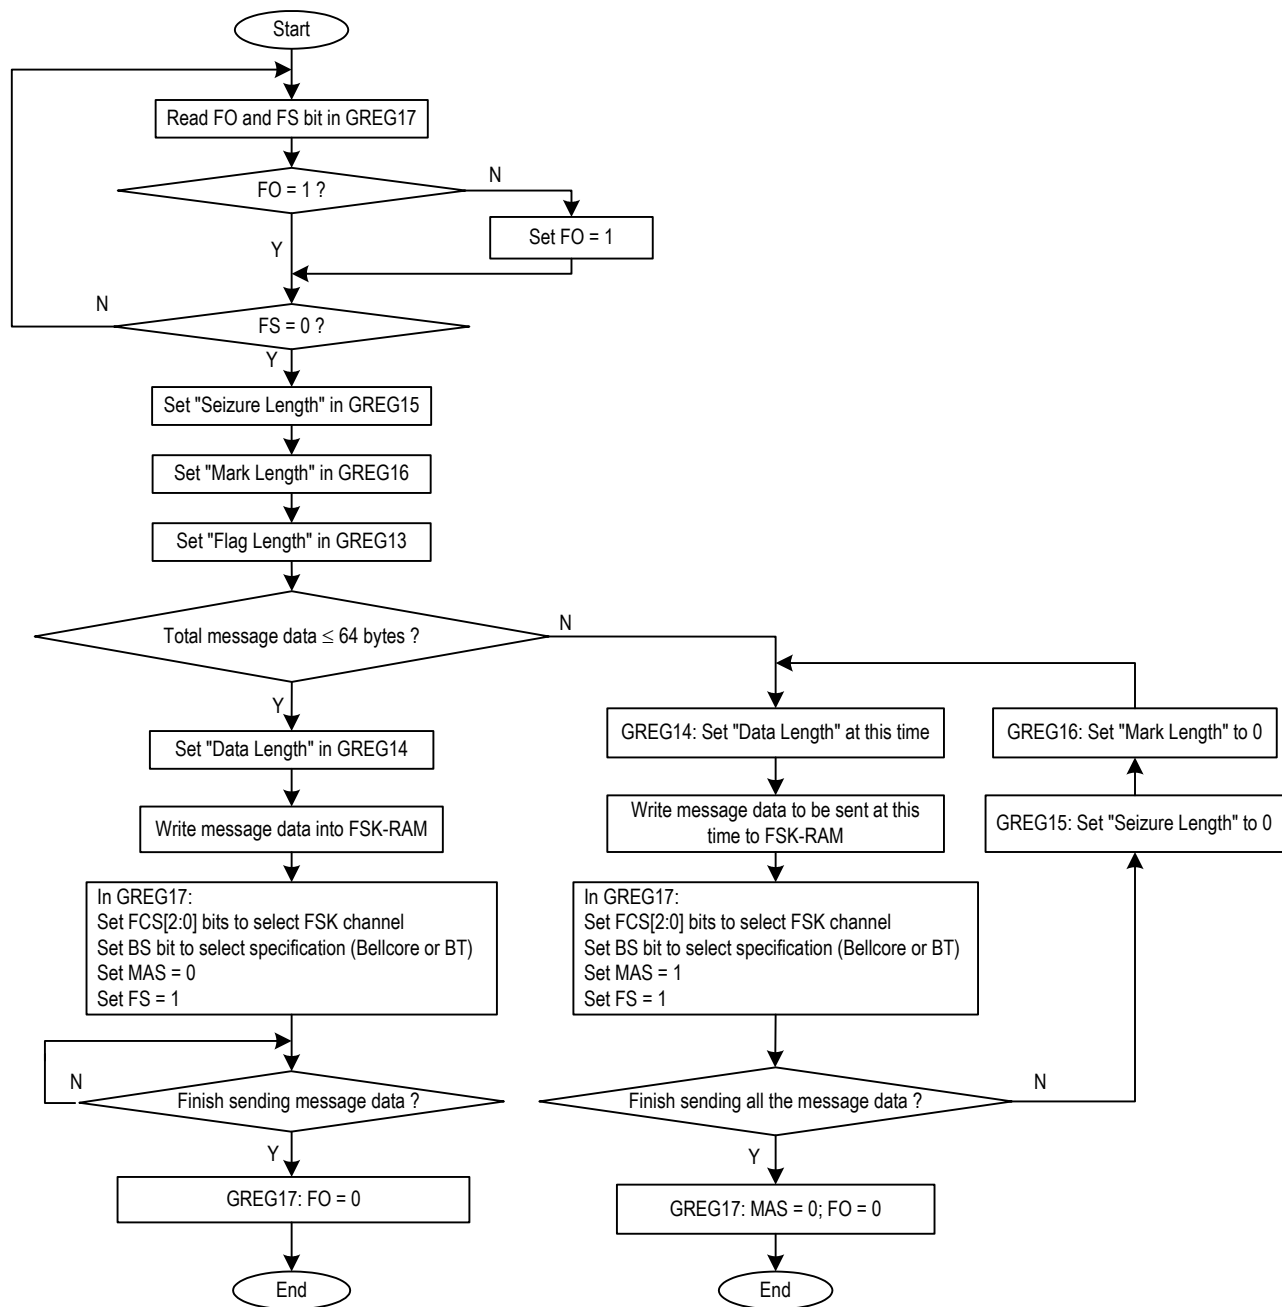 Start
Read FO and FS bit in GREG17
FO = 1 ?
N
Set FO = 1
Y
N
FS = 0 ?
Y
Set "Seizure Length" in GREG15
Set "Mark Length" in GREG16
Set "Flag Length" in GREG13
Total message data ≤ 64 bytes ?
N
Y
Set "Data Length" in GREG14
Write message data into FSK-RAM
In GREG17:
Set FCS[2:0] bits to select FSK channel
Set BS bit to select specification (Bellcore or BT)
Set MAS = 0
Set FS = 1
N
Finish sending message data ?
Y
GREG17: FO = 0
End
GREG14: Set "Data Length" at this time
Write message data to be sent at this
time to FSK-RAM
In GREG17:
Set FCS[2:0] bits to select FSK channel
Set BS bit to select specification (Bellcore or BT)
Set MAS = 1
Set FS = 1
Finish sending all the message data ?
N
Y
GREG17: MAS = 0; FO = 0
End
GREG16: Set "Mark Length" to 0
GREG15: Set "Seizure Length" to 0